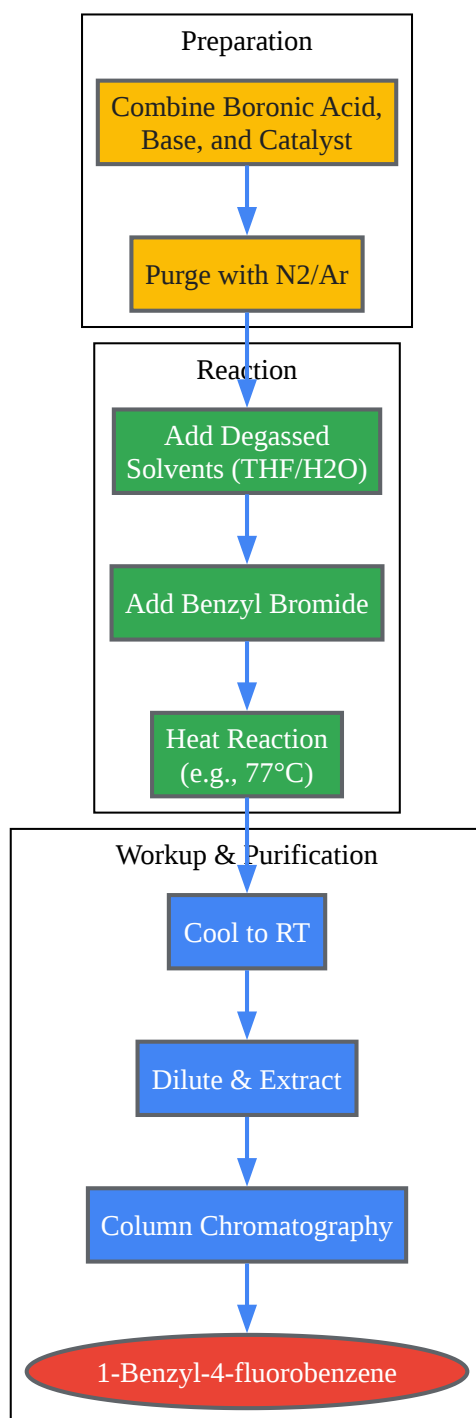 Preparation
Combine Boronic Acid,
Base, and Catalyst
Purge with N2/Ar
Reaction
Add Degassed
Solvents (THF/H2O)
Add Benzyl Bromide
Heat Reaction
(e.g., 77°C)
Workup & Purification
Cool to RT
Dilute & Extract
Column Chromatography
1-Benzyl-4-fluorobenzene